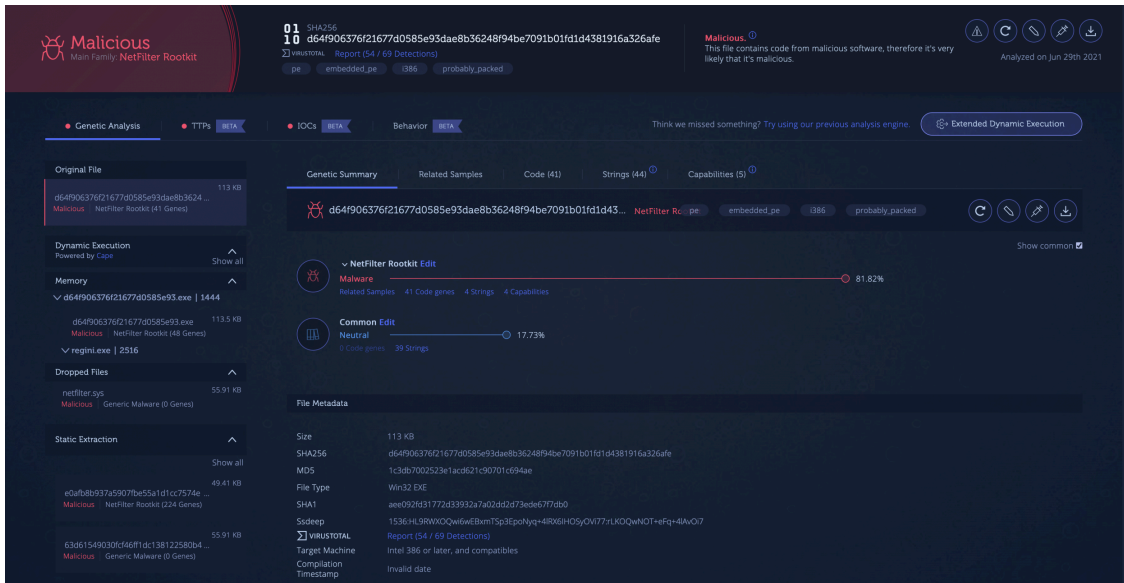 Malicious
Main Family: NetFilter Rootkit
01
10
SHA256
d64f906376f21677d0585e93dae8b36248f94be7091b01fd1d4381916a326afe
VIRUSTOTAL Report (54 / 69 Detections)
pe embedded_pe i386 probably_packed
Malicious.
This file contains code from malicious software, therefore it's very
likely that it's malicious.
Analyzed on Jun 29th 2021
Genetic Analysis TTPs BETA IOCs BETA Behavior BETA
Think we missed something? Try using our previous analysis engine.
Extended Dynamic Execution
Original File
113 KB
d64f906376f21677d0585e93dae8b3624 ...
Malicious NetFilter Rootkit (41 Genes)
Dynamic Execution
Powered by Cape
Show all
Memory
d64f906376f21677d0585e93.exe | 1444
d64f906376f21677d0585e93.exe 113.5 KB
Malicious NetFilter Rootkit (48 Genes)
regini.exe | 2516
Dropped Files
netfilter.sys 55.91 KB
Malicious Generic Malware (0 Genes)
Static Extraction
Show all
49.41 KB
e0afb8b937a5907fbe55a1d1cc7574e ...
Malicious NetFilter Rootkit (224 Genes)
55.91 KB
63d61549030fcf46ff1dc138122580b4 ...
Malicious Generic Malware (0 Genes)
Genetic Summary Related Samples Code (41) Strings (44) Capabilities (5)
d64f906376f21677d0585e93dae8b36248f94be7091b01fd1d43... NetFilter Ro pe embedded_pe i386 probably_packed
Show common
NetFilter Rootkit Edit
Malware 81.82%
Related Samples 41 Code genes 4 Strings 4 Capabilities
Common Edit
Neutral 17.73%
0 Code genes 39 Strings
File Metadata
Size 113 KB
SHA256 d64f906376f21677d0585e93dae8b36248f94be7091b01fd1d4381916a326afe
MD5 1c3db7002523e1acd621c90701c694ae
File Type Win32 EXE
SHA1 aee092fd31772d33932a7a02dd2d73ede67f7db0
Ssdeep 1536:HL9RWXOQwi6wEBxmTSp3EpoNyq+4lRX6IHOSyOVi77:rLKOQwNOT+eFq+4lAvOi7
VIRUSTOTAL Report (54 / 69 Detections)
Target Machine Intel 386 or later, and compatibles
Compilation
Timestamp Invalid date